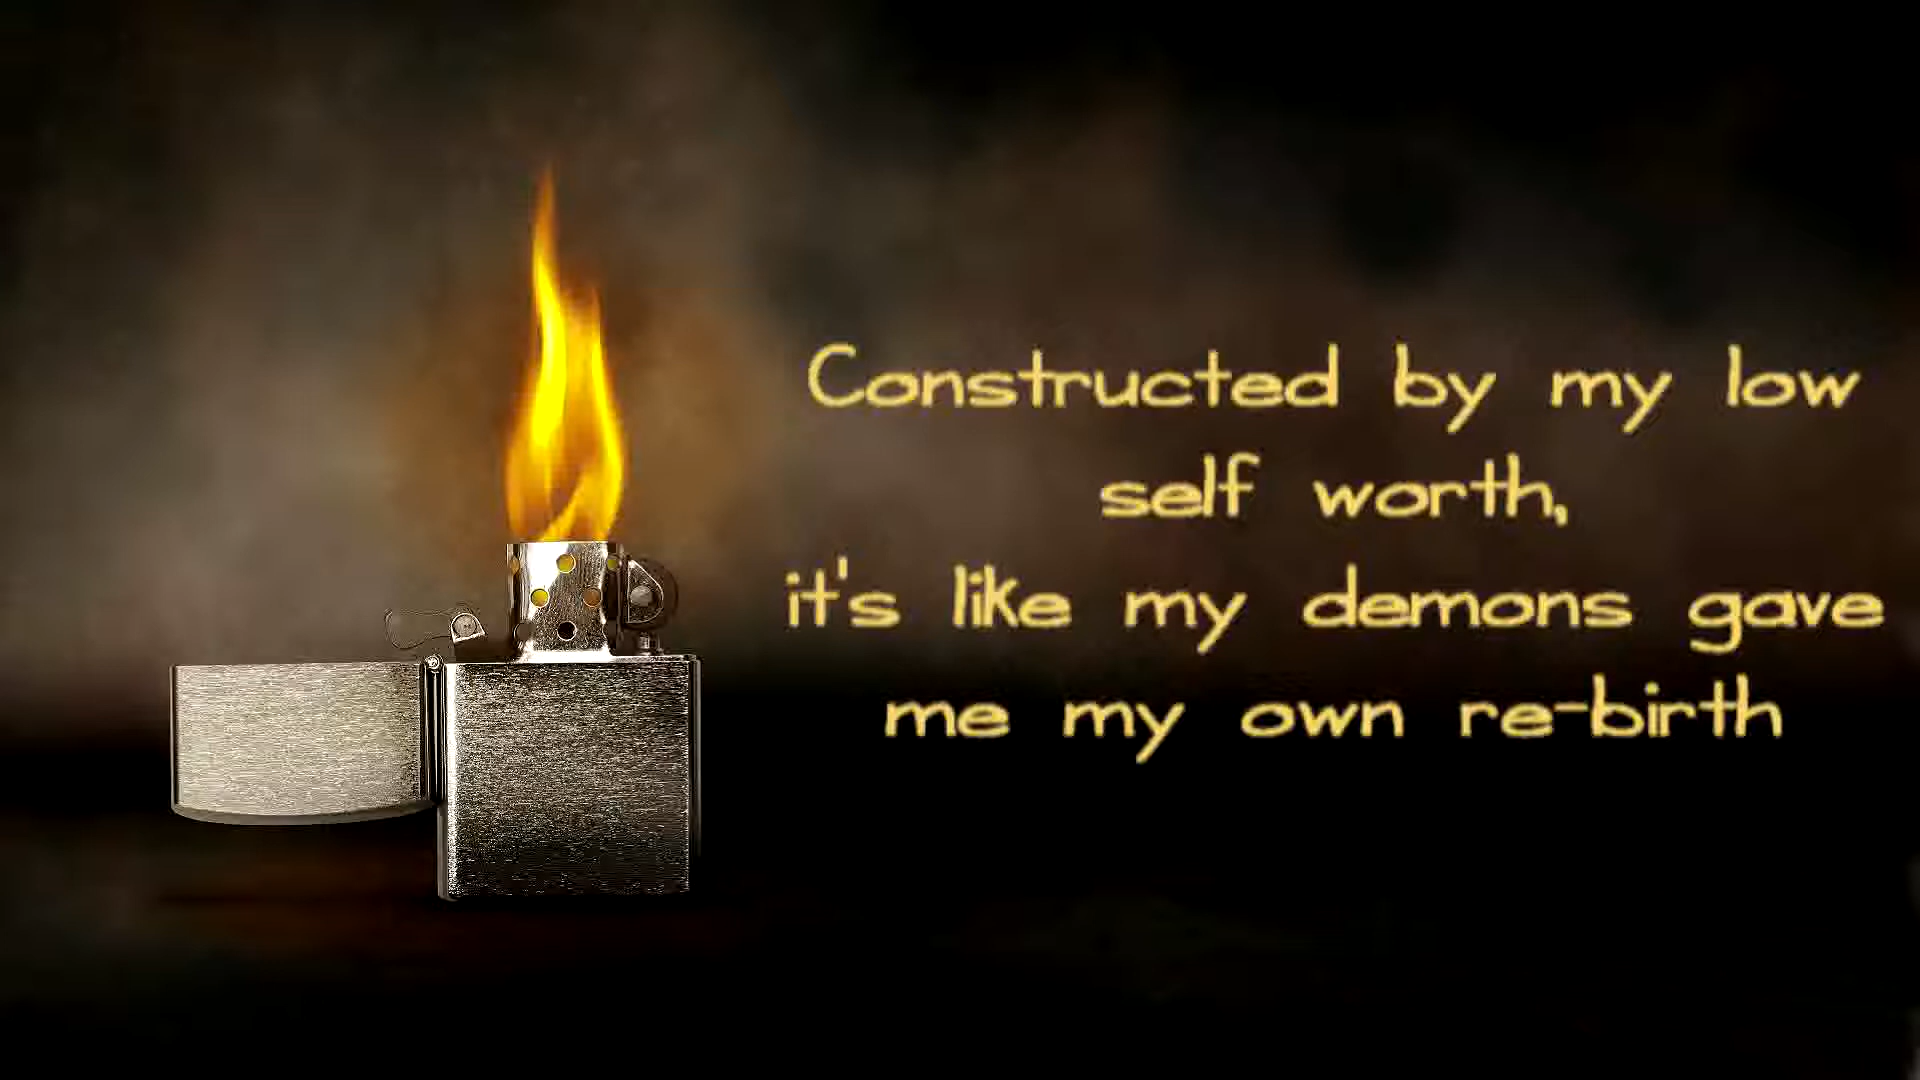 Constructed by my low
self worth,
it's like my demons gave
me my own re-birth